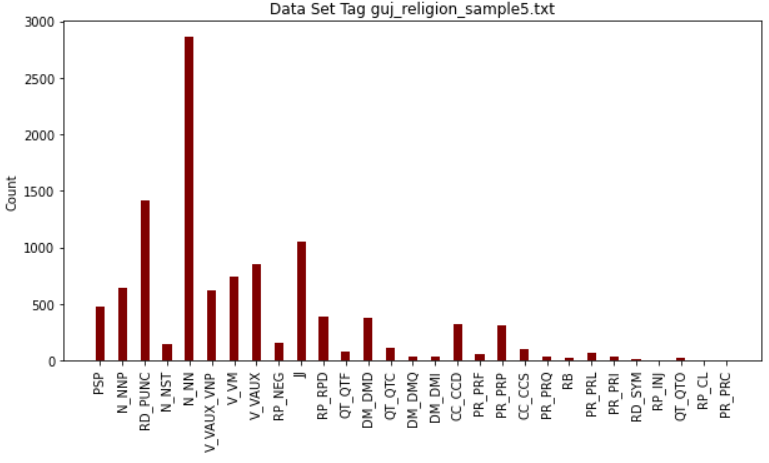 Data Set Tag guj_religion_sample5.txt
3000
2500
2000
1500
1000
500
0
Count
PSP
N_NNP
RD_PUNC
N_NST
N_NN
V_VAUX_VNP
V_VM
V_VAUX
RP_NEG
JJ
RP_RPD
QT_QTF
DM_DMD
QT_QTC
DM_DMQ
DM_DMI
CC_CCD
PR_PRF
PR_PRP
CC_CCS
PR_PRQ
RB
PR_PRL
PR_PRI
RD_SYM
RP_INJ
QT_QTO
RP_CL
PR_PRC